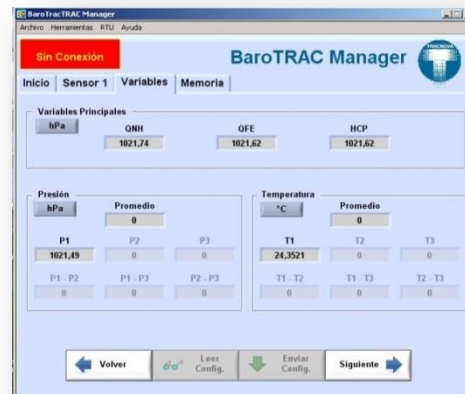 BaroTracTRAC Manager
Archivo Herramientas RTU Ayuda
Sin Conexión
BaroTRAC Manager
TRACNOVA
Inicio Sensor 1 Variables Memoria
Variables Principales
hPa QNH QFE HCP
1021,74 1021,62 1021,62
Presión
hPa Promedio
0
P1 P2 P3
1021,49 0 0
P1 - P2 P1 - P3 P2 - P3
0 0 0
Temperatura
°C Promedio
0
T1 T2 T3
24,3521 0 0
T1 - T2 T1 - T3 T2 - T3
0 0 0
Volver
Leer
Config.
Enviar
Config.
Siguiente